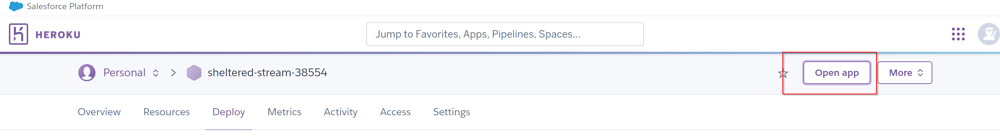 Salesforce Platform
HEROKU
Jump to Favorites, Apps, Pipelines, Spaces...
Personal > sheltered-stream-38554
Open app
More
Overview Resources Deploy Metrics Activity Access Settings